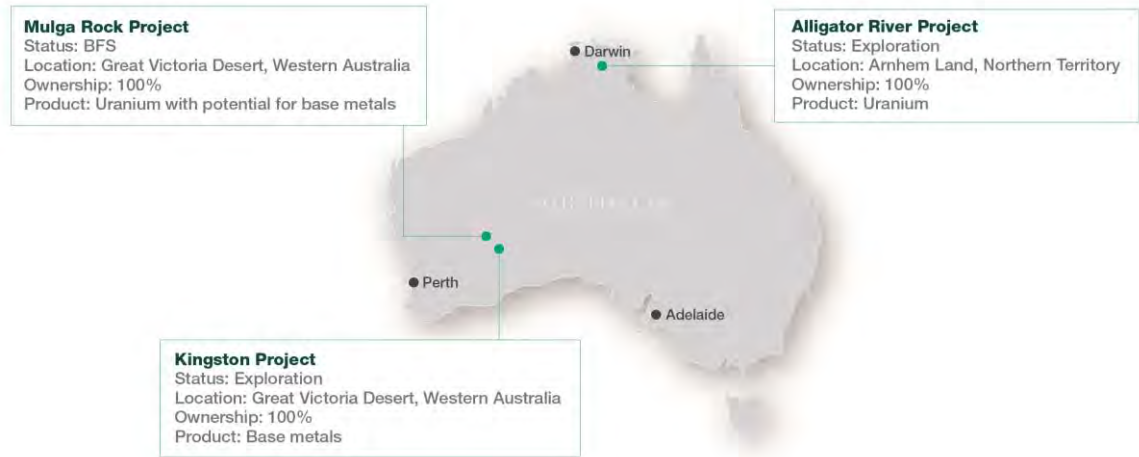 Mulga Rock Project
Status: BFS
Location: Great Victoria Desert, Western Australia
Ownership: 100%
Product: Uranium with potential for base metals
Alligator River Project
Status: Exploration
Location: Arnhem Land, Northern Territory
Ownership: 100%
Product: Uranium
Darwin
Perth
Adelaide
Kingston Project
Status: Exploration
Location: Great Victoria Desert, Western Australia
Ownership: 100%
Product: Base metals